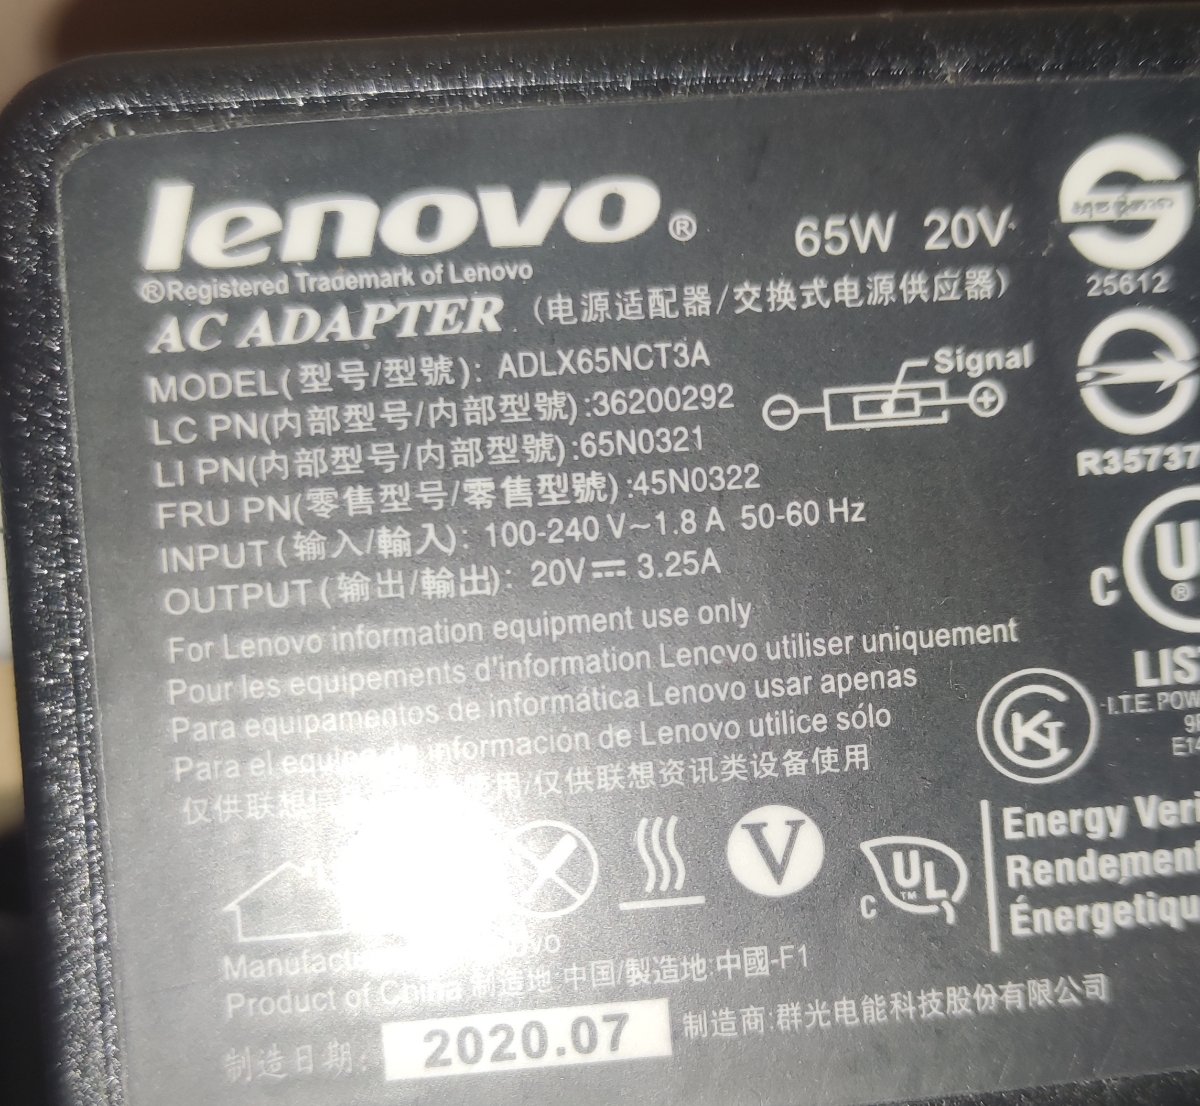 lenovo®
65W 20V
®Registered Trademark of Lenovo
AC ADAPTER (电源适配器/交换式电源供应器)
MODEL(型号/型號): ADLX65NCT3A
LC PN(内部型号/内部型號):36200292
Signal
LI PN(内部型号/内部型號):65N0321
FRU PN(零售型号/零售型號):45N0322
INPUT(输入/輸入): 100-240 V~1.8 A 50-60 Hz
OUTPUT(输出/輸出): 20V⎓ 3.25A
For Lenovo information equipment use only
Pour les equipements d'information Lenovo utiliser uniquement
Para equipamentos de informática Lenovo usar apenas
Para el equipo de información de Lenovo utilice sólo
仅供联想信 用/仅供联想资讯类设备使用
25612
R35737
C U ®
LIS
I.T.E. POW
E1
Energy Veri
Rendement
Énergetiqu
V
C UL ™
Manufact ovo
Product of China 制造地:中国/製造地:中國-F1
制造日期: 2020.07
制造商:群光电能科技股份有限公司